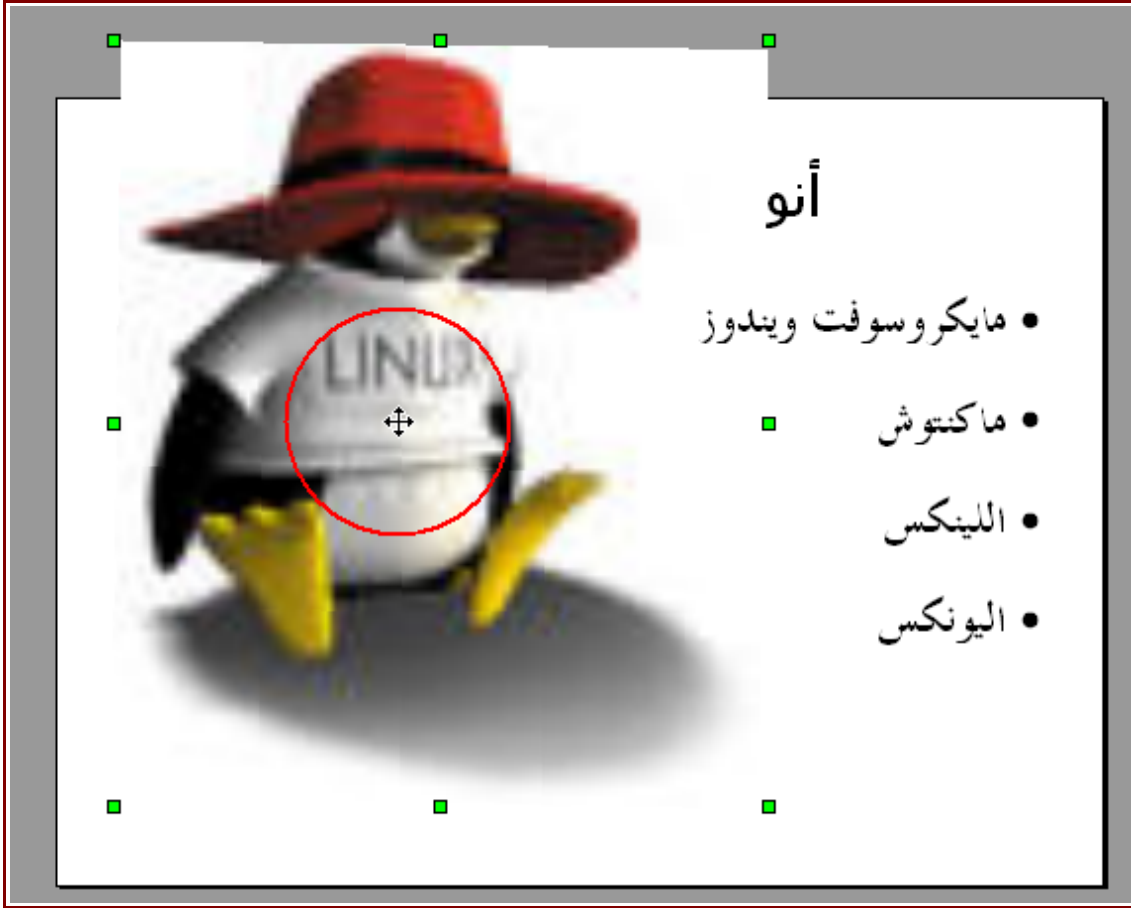 أنو
• مايكروسوفت ويندوز
• ماكنتوش
• اللينكس
• اليونكس
LINUX